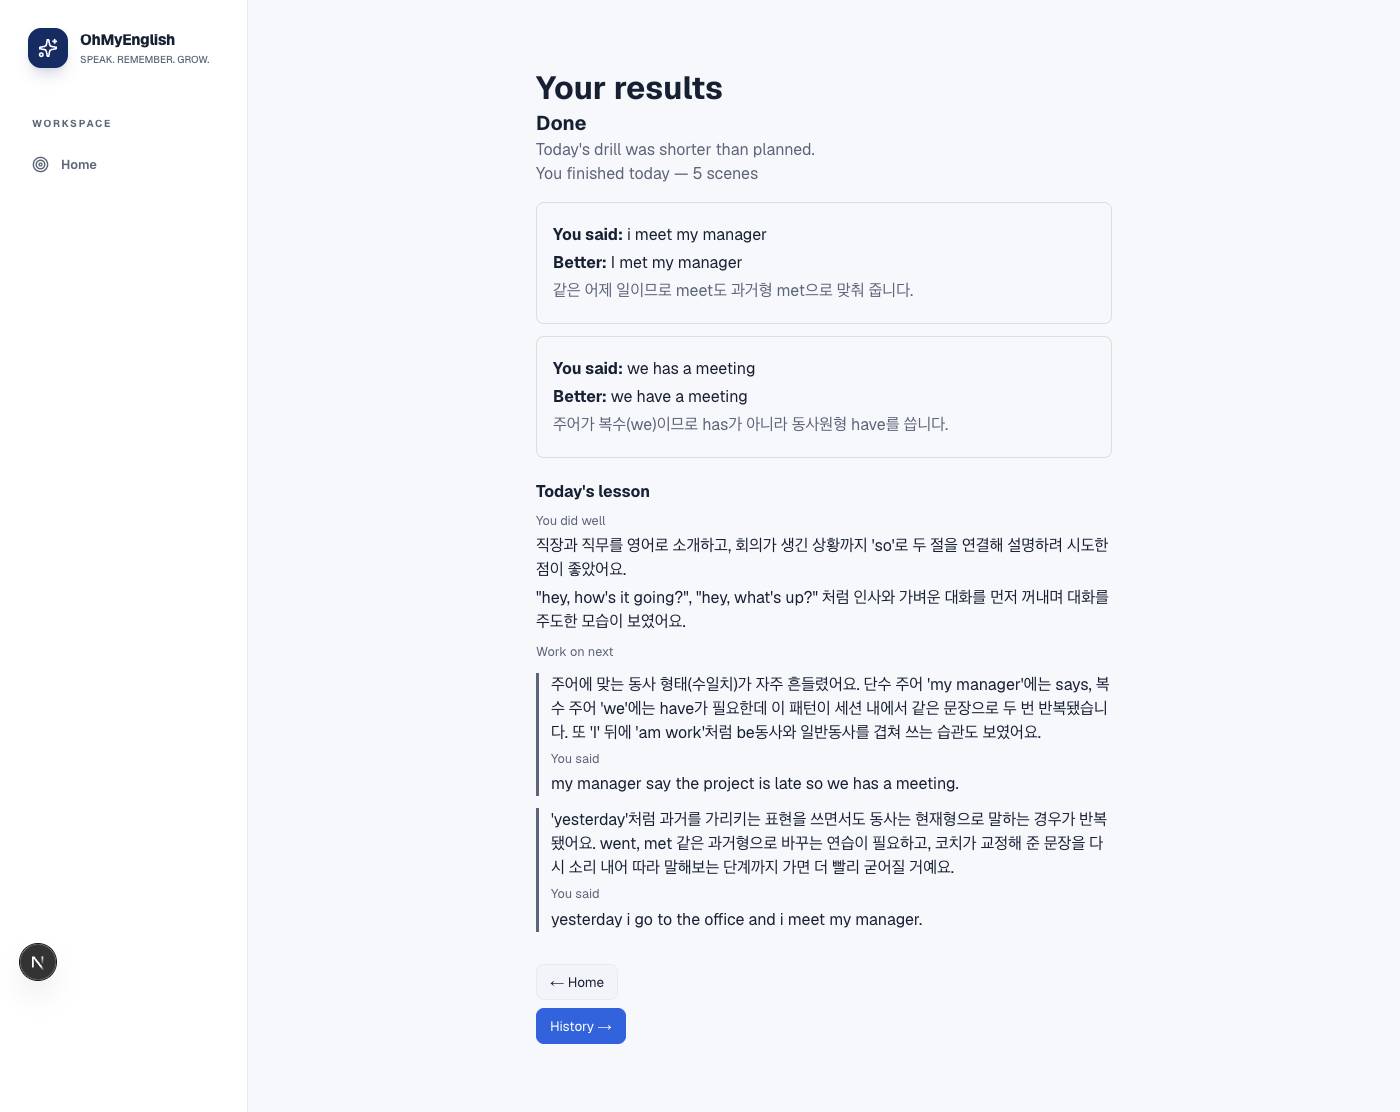 OhMyEnglish
SPEAK. REMEMBER. GROW.
WORKSPACE
Home
Your results
Done
Today's drill was shorter than planned.
You finished today — 5 scenes
You said: i meet my manager
Better: I met my manager
같은 어제 일이므로 meet도 과거형 met으로 맞춰 줍니다.
You said: we has a meeting
Better: we have a meeting
주어가 복수(we)이므로 has가 아니라 동사원형 have를 씁니다.
Today's lesson
You did well
직장과 직무를 영어로 소개하고, 회의가 생긴 상황까지 'so'로 두 절을 연결해 설명하려 시도한
점이 좋았어요.
"hey, how's it going?", "hey, what's up?" 처럼 인사와 가벼운 대화를 먼저 꺼내며 대화를
주도한 모습이 보였어요.
Work on next
주어에 맞는 동사 형태(수일치)가 자주 흔들렸어요. 단수 주어 'my manager'에는 says, 복
수 주어 'we'에는 have가 필요한데 이 패턴이 세션 내에서 같은 문장으로 두 번 반복됐습니
다. 또 'I' 뒤에 'am work'처럼 be동사와 일반동사를 겹쳐 쓰는 습관도 보였어요.
You said
my manager say the project is late so we has a meeting.
'yesterday'처럼 과거를 가리키는 표현을 쓰면서도 동사는 현재형으로 말하는 경우가 반복
됐어요. went, met 같은 과거형으로 바꾸는 연습이 필요하고, 코치가 교정해 준 문장을 다
시 소리 내어 따라 말해보는 단계까지 가면 더 빨리 굳어질 거예요.
You said
yesterday i go to the office and i meet my manager.
← Home
History →
N